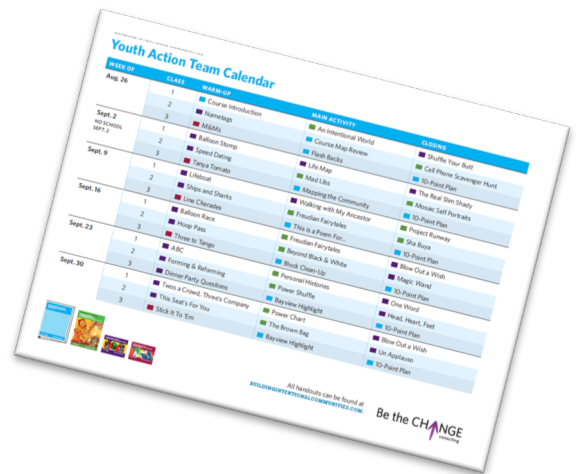 Youth Action Team Calendar
WEEK OF CLASS WARM-UP MAIN ACTIVITY CLOSING
Aug. 26 1 Course Introduction An Intentional World Shuffle Your Butt
2 Nametags Course Map Review Cell Phone Scavenger Hunt
3 M&Ms Flash Backs 10-Point Plan
Sept. 2 1 Balloon Stomp Life Map The Real Slim Shady
NO SCHOOL 2 Speed Dating Mad Libs Mosaic Self Portraits
SEPT. 2 3 Tanya Tomato Mapping the Community 10-Point Plan
Sept. 9 1 Lifeboat Walking with My Ancestor Project Runway
2 Ships and Sharks Freudian Fairytales Sha Buya
3 Line Charades This is a Poem For... 10-Point Plan
Sept. 16 1 Balloon Race Freudian Fairytales Blow Out a Wish
2 Hoop Pass Beyond Black & White Magic Wand
3 Three to Tango Block Clean-Up 10-Point Plan
Sept. 23 1 ABC Personal Histories One Word
2 Forming & Reforming Power Shuffle Head, Heart, Feet
3 Dinner Party Questions Bayview Highlight 10-Point Plan
Sept. 30 1 Twos a Crowd, Three's Company Power Chart Blow Out a Wish
2 This Seat's For You The Brown Bag Un Applauso
3 Stick It To 'Em Bayview Highlight 10-Point Plan
All handouts can be found at
BUILDINGINTENTIONALCOMMUNITIES.COM.
Be the CHANGE
consulting